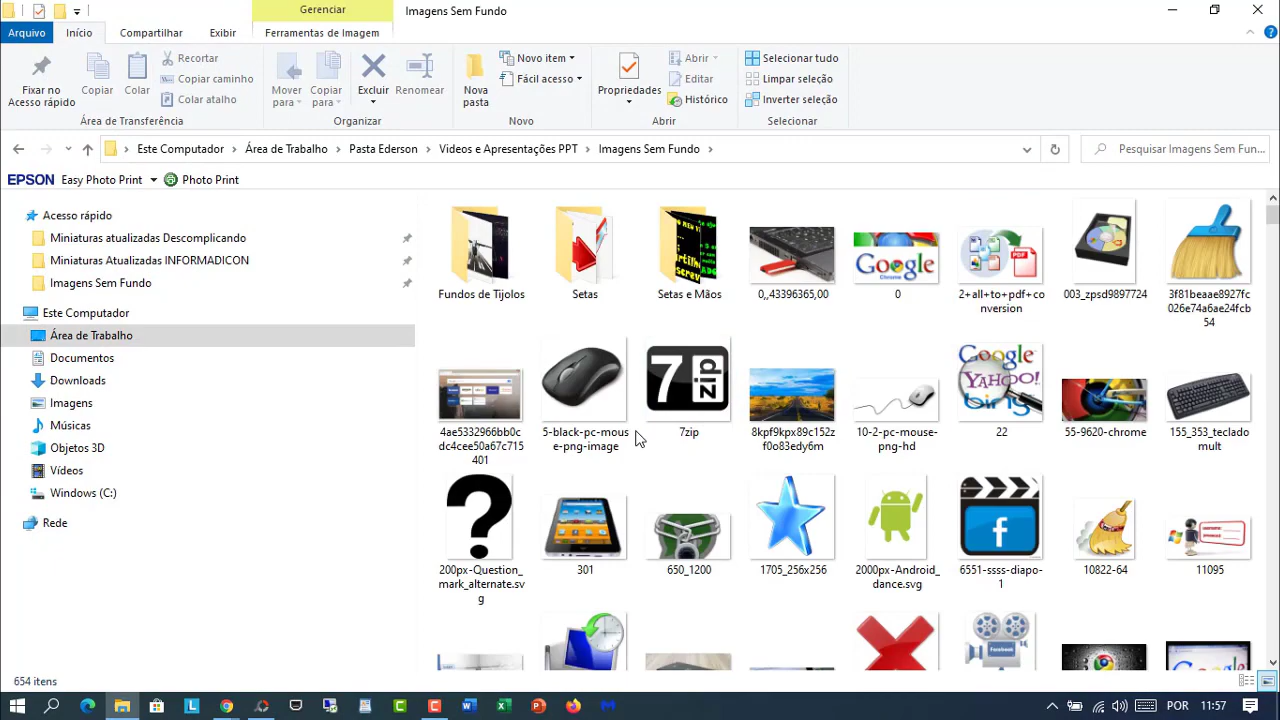 Gerenciar
Imagens Sem Fundo
Arquivo
Início
Compartilhar
Exibir
Ferramentas de Imagem
Fixar no
Acesso rápido
Copiar
Colar
Recortar
Copiar caminho
Colar atalho
Mover
para
Copiar
para
Excluir
Renomear
Nova
pasta
Novo item
Fácil acesso
Propriedades
Abrir
Editar
Histórico
Selecionar tudo
Limpar seleção
Inverter seleção
Área de Transferência
Organizar
Novo
Abrir
Selecionar
Este Computador
Área de Trabalho
Pasta Ederson
Videos e Apresentações PPT
Imagens Sem Fundo
Pesquisar Imagens Sem Fun...
EPSON
Easy Photo Print
Photo Print
Acesso rápido
Miniaturas atualizadas Descomplicando
Miniaturas Atualizadas INFORMADICON
Imagens Sem Fundo
Este Computador
Área de Trabalho
Documentos
Downloads
Imagens
Músicas
Objetos 3D
Vídeos
Windows (C:)
Rede
Google
PDF
Fundos de Tijolos
Setas
Setas e Mãos
0,,43396365,00
0
2+all+to+pdf+co
nversion
003_zpsd9897724
3f81beaae8927fc
026e74a6ae24fcb
54
7
zip
Google
YAHOO!
4ae5332966bb0c
dc4cee50a67c715
401
5-black-pc-mous
e-png-image
7zip
8kpf9kpx89c152z
f0o83edy6m
10-2-pc-mouse-
png-hd
22
55-9620-chrome
155_353_teclado
mult
?
f
200px-Question_
mark_alternate.sv
g
301
650_1200
1705_256x256
2000px-Android_
dance.svg
6551-ssss-diapo-
1
10822-64
11095
Facebook
Google
654 itens
POR
11:57